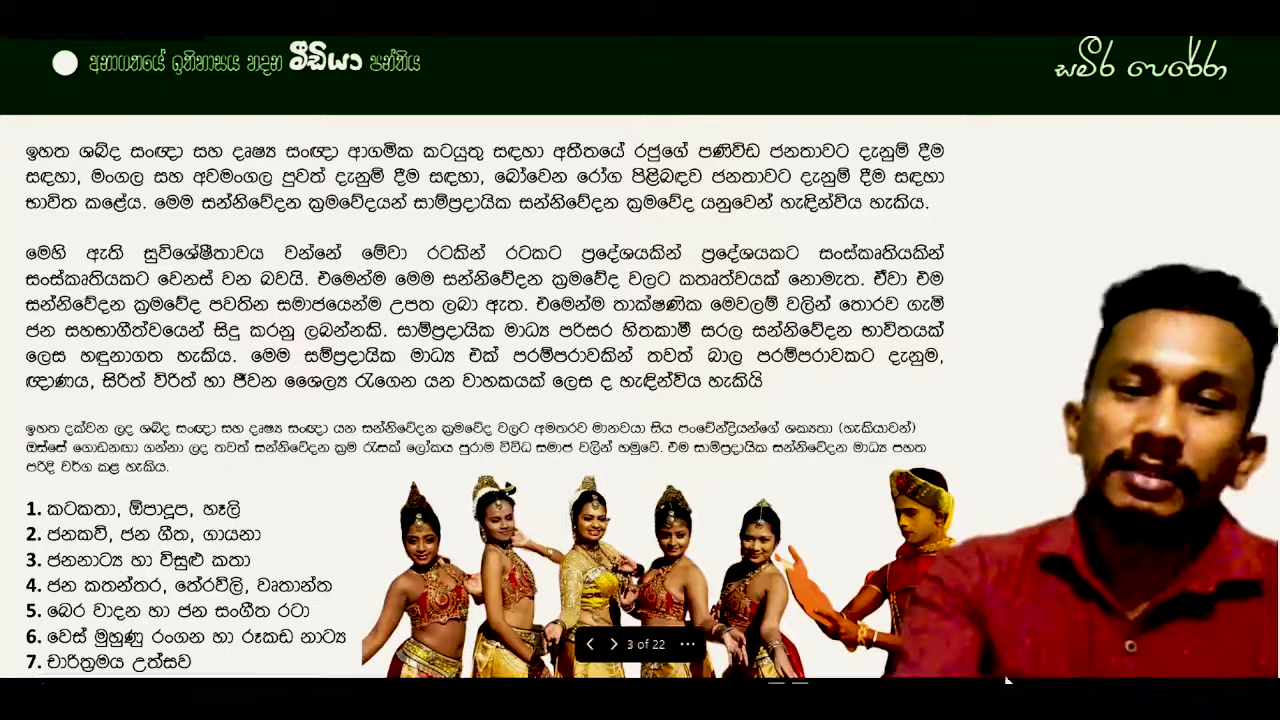 අනාගතයේ ඉතිහාසය හදන මීඩියා පන්තිය
සමීර පෙරේරා
ඉහත ශබ්ද සංඥා සහ දෘෂ්‍ය සංඥා ආගමික කටයුතු සඳහා අතීතයේ රජුගේ පණිවිඩ ජනතාවට දැනුම් දීම
සඳහා, මංගල සහ අවමංගල පුවත් දැනුම් දීම සඳහා, බෝවෙන රෝග පිළිබඳව ජනතාවට දැනුම් දීම සඳහා
භාවිත කළේය. මෙම සන්නිවේදන ක්‍රමවේදයන් සාම්ප්‍රදායික සන්නිවේදන ක්‍රමවේද යනුවෙන් හැඳින්විය හැකිය.
මෙහි ඇති සුවිශේෂීතාවය වන්නේ මේවා රටකින් රටකට ප්‍රදේශයකින් ප්‍රදේශයකට සංස්කෘතියකින්
සංස්කෘතියකට වෙනස් වන බවයි. එමෙන්ම මෙම සන්නිවේදන ක්‍රමවේද වලට කතෘත්වයක් නොමැත. ඒවා එම
සන්නිවේදන ක්‍රමවේද පවතින සමාජයෙන්ම උපත ලබා ඇත. එමෙන්ම තාක්ෂණික මෙවලම් වලින් තොරව ගැමි
ජන සහභාගීත්වයෙන් සිදු කරනු ලබන්නකි. සාම්ප්‍රදායික මාධ්‍ය පරිසර හිතකාමී සරල සන්නිවේදන භාවිතයක්
ලෙස හඳුනාගත හැකිය. මෙම සම්ප්‍රදායික මාධ්‍ය එක් පරම්පරාවකින් තවත් බාල පරම්පරාවකට දැනුම,
ඥාණය, සිරිත් විරිත් හා ජීවන ශෛල්‍ය රැගෙන යන වාහකයක් ලෙස ද හැඳින්විය හැකියි
ඉහත දක්වන ලද ශබ්ද සංඥා සහ දෘෂ්‍ය සංඥා යන සන්නිවේදන ක්‍රමවේද වලට අමතරව මානවයා සිය පංචේන්ද්‍රියන්ගේ ශක්‍යතා (හැකියාවන්)
ඔස්සේ ගොඩනඟා ගන්නා ලද තවත් සන්නිවේදන ක්‍රම රැසක් ලෝකය පුරාම විවිධ සමාජ වලින් හමුවේ. එම සාම්ප්‍රදායික සන්නිවේදන මාධ්‍ය පහත
පරිදි වර්ග කළ හැකිය.
1. කටකතා, ඕපාදූප, හෑලි
2. ජනකවි, ජන ගීත, ගායනා
3. ජනනාට්‍ය හා විසුළු කතා
4. ජන කතන්තර, තේරවිලි, වෘතාන්ත
5. බෙර වාදන හා ජන සංගීත රටා
6. වෙස් මුහුණු රංගන හා රූකඩ නාට්‍ය
7. චාරිත්‍රමය උත්සව
3 of 22